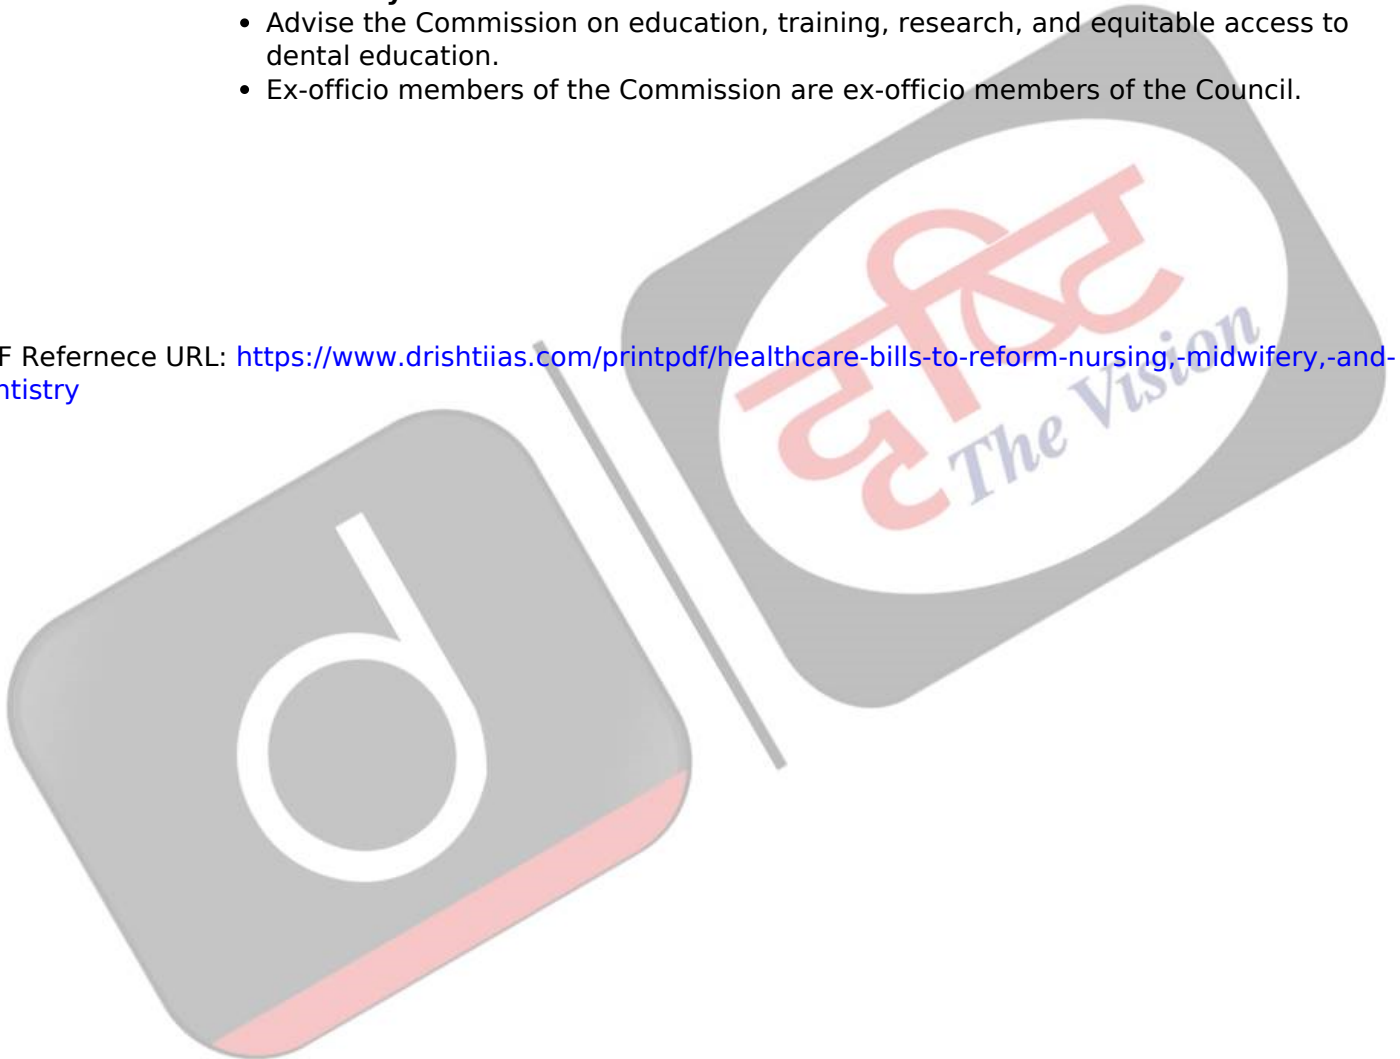 • Advise the Commission on education, training, research, and equitable access to
dental education.
• Ex-officio members of the Commission are ex-officio members of the Council.
दृष्टि
The Vision
F Refernece URL: https://www.drishtiias.com/printpdf/healthcare-bills-to-reform-nursing,-midwifery,-and-
ntistry
d